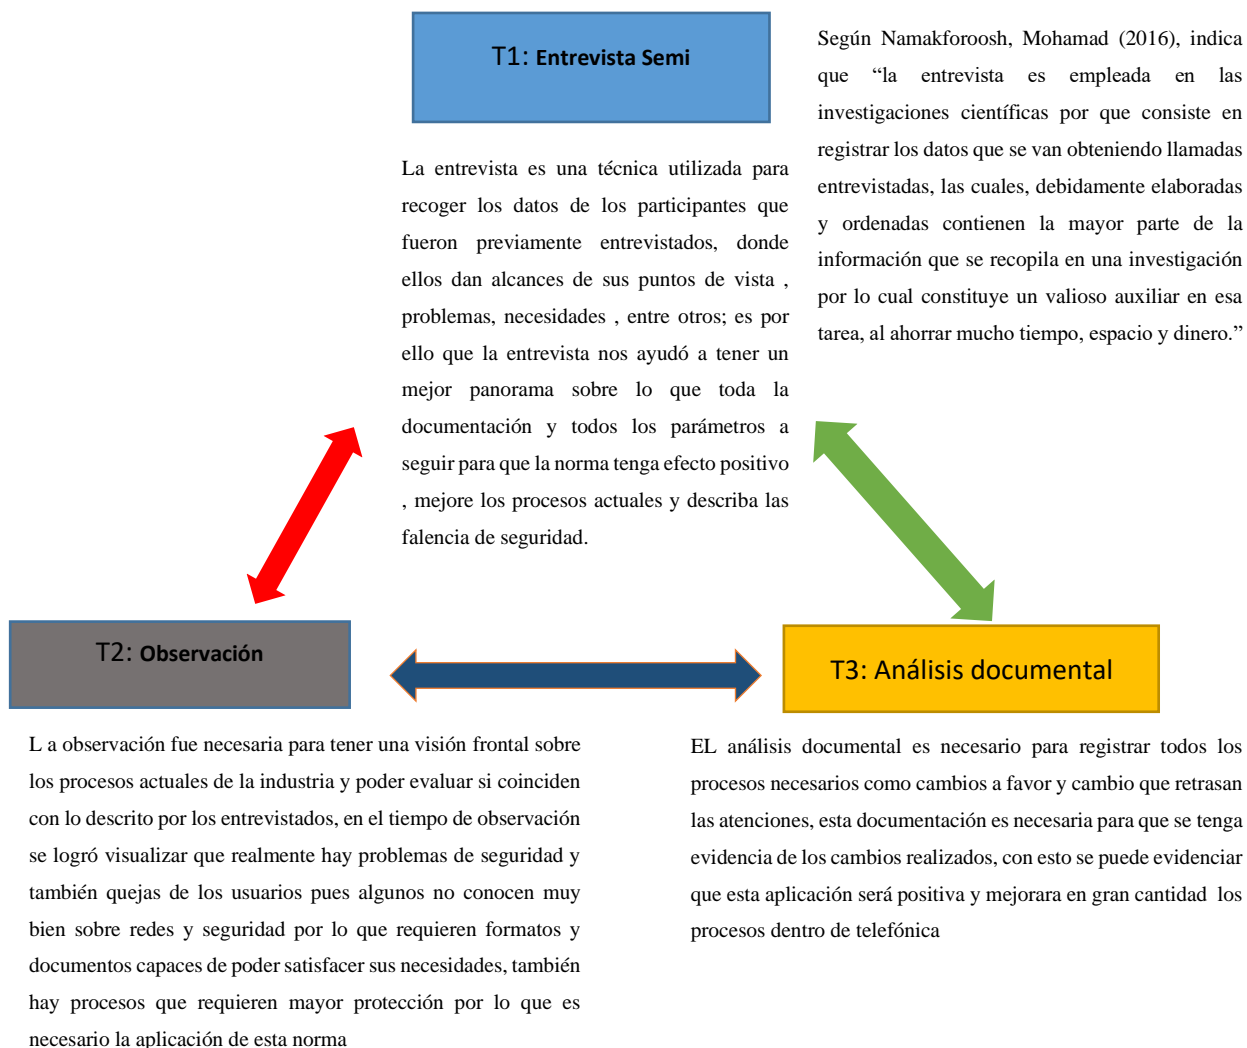 T1: Entrevista Semi
Según Namakforoosh, Mohamad (2016), indica
que “la entrevista es empleada en las
investigaciones científicas por que consiste en
registrar los datos que se van obteniendo llamadas
entrevistadas, las cuales, debidamente elaboradas
y ordenadas contienen la mayor parte de la
información que se recopila en una investigación
por lo cual constituye un valioso auxiliar en esa
tarea, al ahorrar mucho tiempo, espacio y dinero.”
La entrevista es una técnica utilizada para
recoger los datos de los participantes que
fueron previamente entrevistados, donde
ellos dan alcances de sus puntos de vista ,
problemas, necesidades , entre otros; es por
ello que la entrevista nos ayudó a tener un
mejor panorama sobre lo que toda la
documentación y todos los parámetros a
seguir para que la norma tenga efecto positivo
, mejore los procesos actuales y describa las
falencia de seguridad.
T2: Observación
T3: Análisis documental
L a observación fue necesaria para tener una visión frontal sobre
los procesos actuales de la industria y poder evaluar si coinciden
con lo descrito por los entrevistados, en el tiempo de observación
se logró visualizar que realmente hay problemas de seguridad y
también quejas de los usuarios pues algunos no conocen muy
bien sobre redes y seguridad por lo que requieren formatos y
documentos capaces de poder satisfacer sus necesidades, también
hay procesos que requieren mayor protección por lo que es
necesario la aplicación de esta norma
EL análisis documental es necesario para registrar todos los
procesos necesarios como cambios a favor y cambio que retrasan
las atenciones, esta documentación es necesaria para que se tenga
evidencia de los cambios realizados, con esto se puede evidenciar
que esta aplicación será positiva y mejorara en gran cantidad los
procesos dentro de telefónica